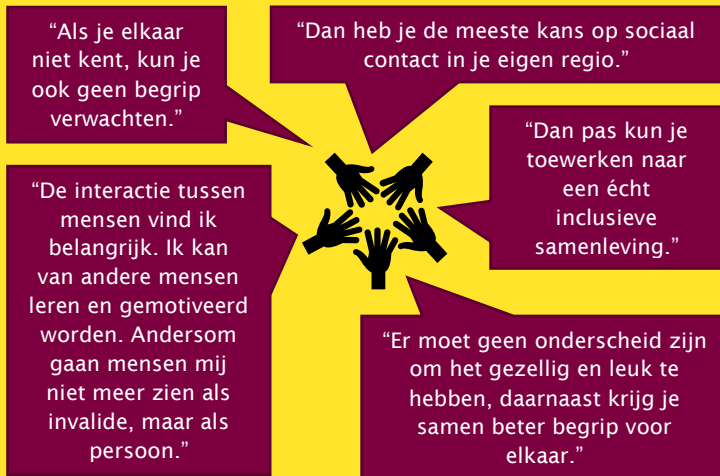 “Als je elkaar
niet kent, kun je
ook geen begrip
verwachten.”
“Dan heb je de meeste kans op sociaal
contact in je eigen regio.”
“Dan pas kun je
toewerken naar
een écht
inclusieve
samenleving.”
“De interactie tussen
mensen vind ik
belangrijk. Ik kan
van andere mensen
leren en gemotiveerd
worden. Andersom
gaan mensen mij
niet meer zien als
invalide, maar als
persoon.”
“Er moet geen onderscheid zijn
om het gezellig en leuk te
hebben, daarnaast krijg je
samen beter begrip voor
elkaar.”